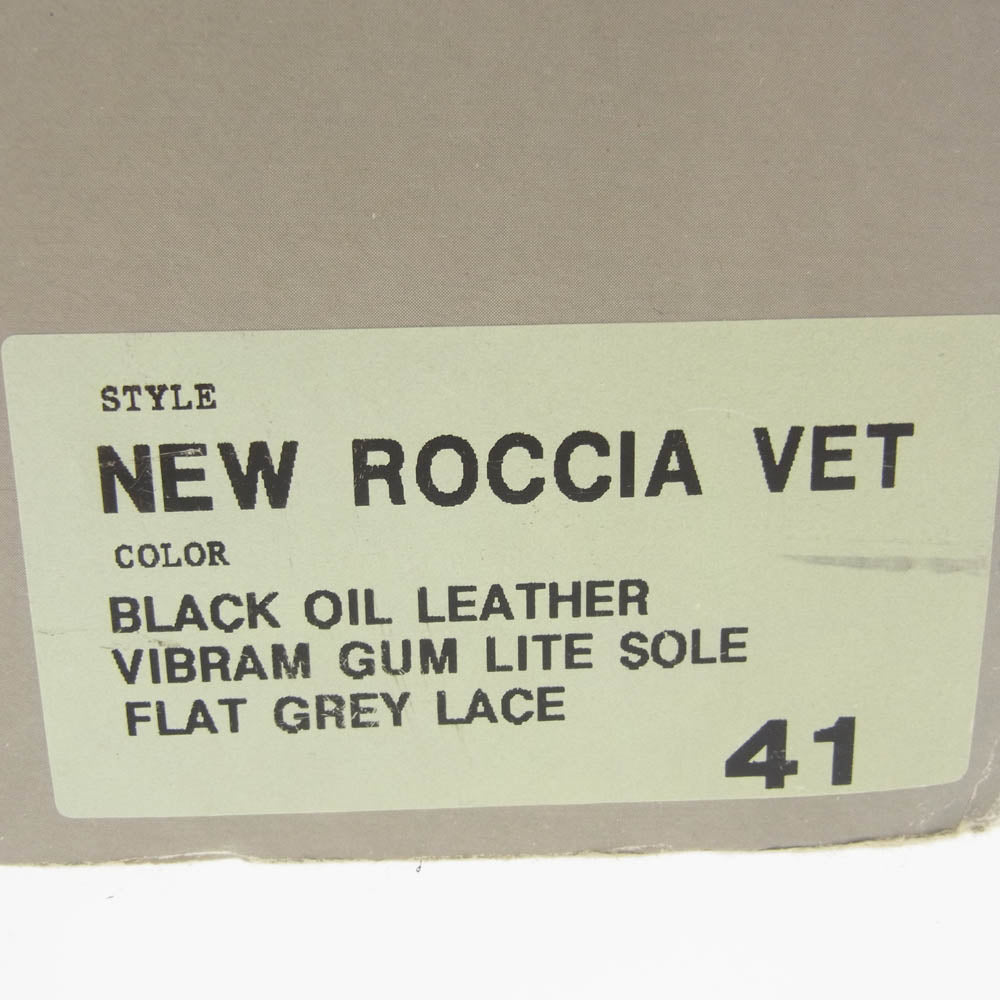 STYLE
NEW ROCCIA VET
COLOR
BLACK OIL LEATHER
VIBRAM GUM LITE SOLE
FLAT GREY LACE
41